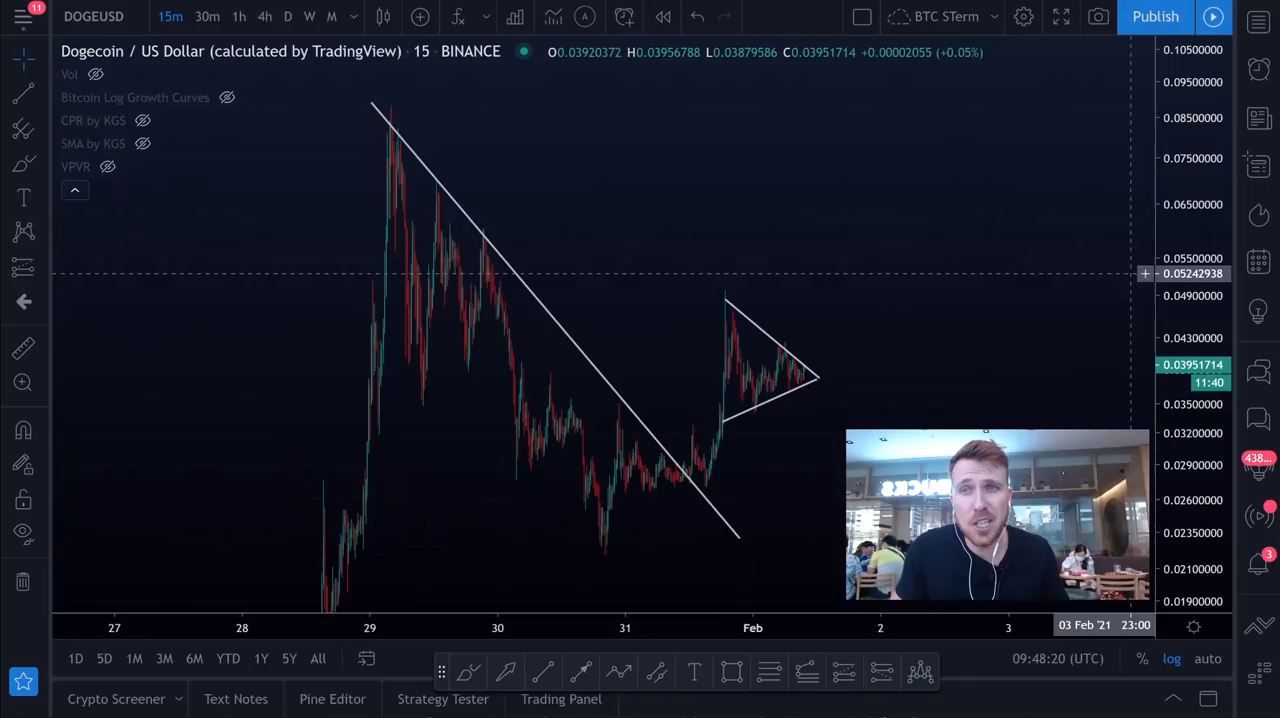 11
DOGEUSD
15m 30m 1h 4h D W M
BTC STerm
Publish
Dogecoin / US Dollar (calculated by TradingView) · 15 · BINANCE
O0.03920372 H0.03956788 L0.03879586 C0.03951714 +0.00002055 (+0.05%)
Vol
Bitcoin Log Growth Curves
CPR by KGS
SMA by KGS
VPVR
0.10500000
0.09500000
0.08500000
0.07500000
0.06500000
0.05500000
0.05242938
0.04900000
0.04300000
0.03951714
11:40
0.03500000
0.03200000
0.02900000
0.02600000
0.02350000
0.02100000
0.01900000
438...
3
27 28 29 30 31 Feb 2 3 03 Feb '21 23:00
1D 5D 1M 3M 6M YTD 1Y 5Y All
09:48:20 (UTC) % log auto
Crypto Screener Text Notes Pine Editor Strategy Tester Trading Panel